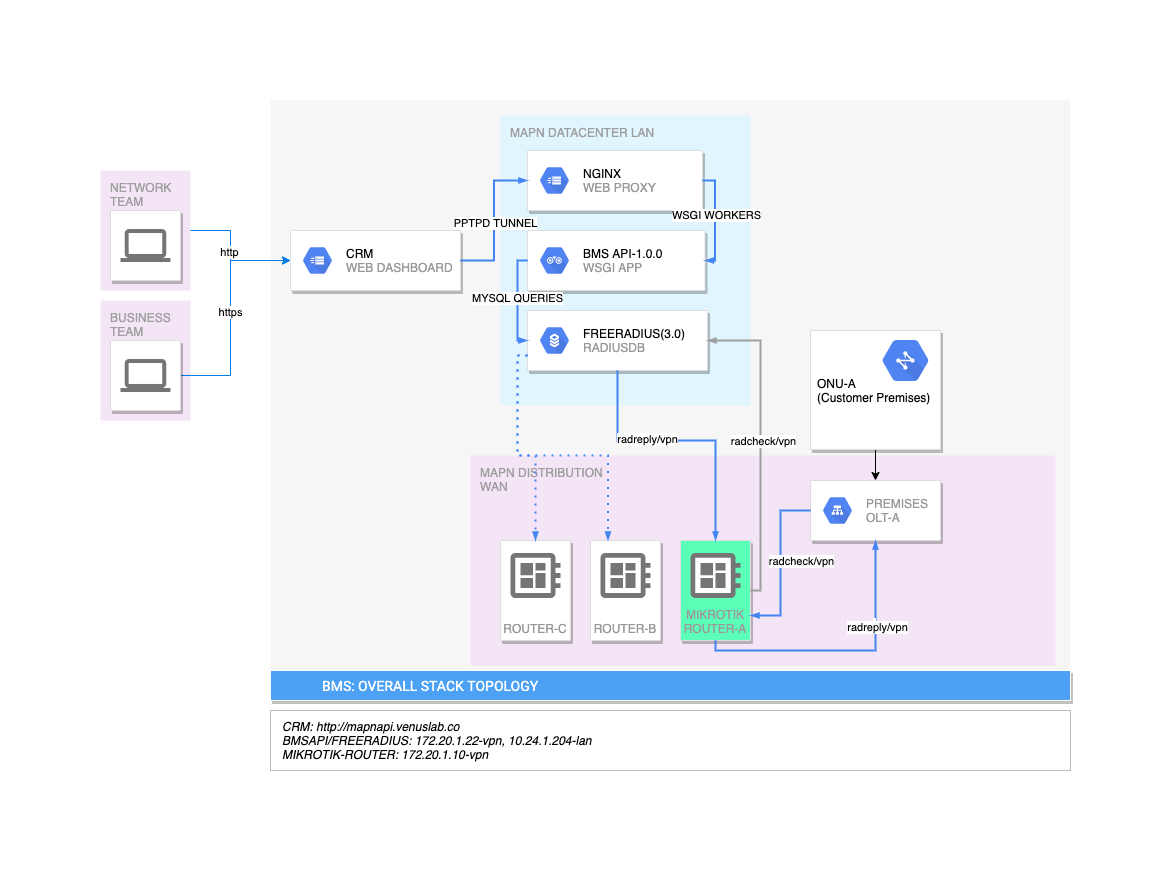 MAPN DATACENTER LAN
NGINX
WEB PROXY
NETWORK
TEAM
WSGI WORKERS
PPTPD TUNNEL
http
CRM
WEB DASHBOARD
BMS API-1.0.0
WSGI APP
MYSQL QUERIES
https
BUSINESS
TEAM
FREERADIUS(3.0)
RADIUSDB
ONU-A
(Customer Premises)
radreply/vpn
radcheck/vpn
MAPN DISTRIBUTION
WAN
PREMISES
OLT-A
radcheck/vpn
ROUTER-C
ROUTER-B
MIKROTIK
ROUTER-A
radreply/vpn
BMS: OVERALL STACK TOPOLOGY
CRM: http://mapnapi.venuslab.co
BMSAPI/FREERADIUS: 172.20.1.22-vpn, 10.24.1.204-lan
MIKROTIK-ROUTER: 172.20.1.10-vpn